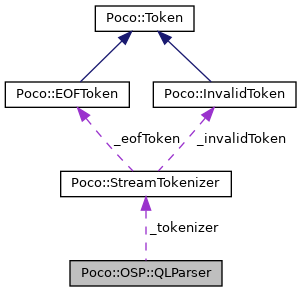 Poco::Token
Poco::EOFToken
Poco::InvalidToken
_eofToken
_invalidToken
Poco::StreamTokenizer
_tokenizer
Poco::OSP::QLParser